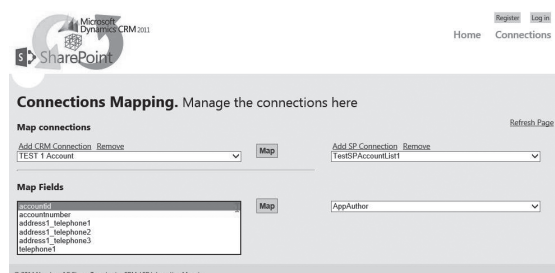 Microsoft
Dynamics CRM 2011
S SharePoint
Register Log in
Home Connections
Connections Mapping. Manage the connections here
Refresh Page
Map connections
Add CRM Connection Remove
TEST 1 Account
Map
Add SP Connection Remove
TestSPAccountList1
Map Fields
accountid
accountnumber
address1_telephone1
address1_telephone2
address1_telephone3
telephone1
Map
AppAuthor